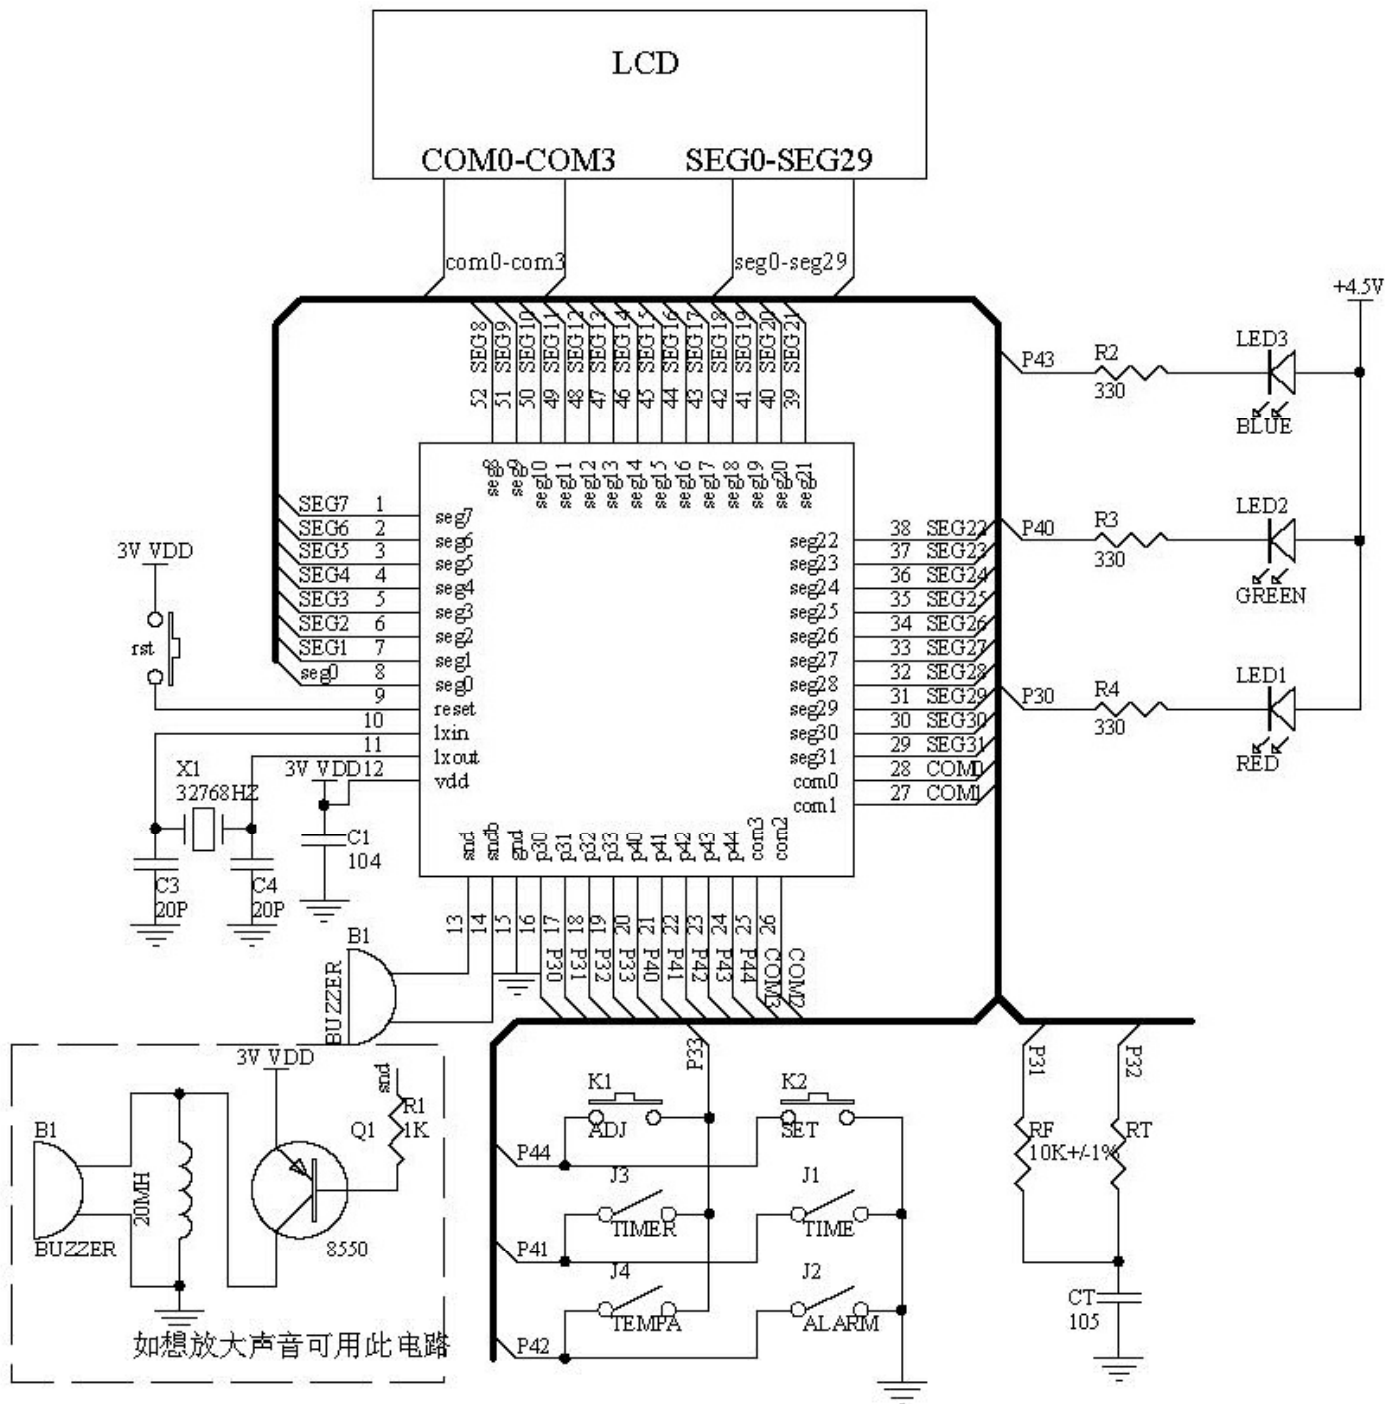 LCD
COM0-COM3 SEG0-SEG29
com0-com3 seg0-seg29
+4.5V
52 SEG8
51 SEG9
50 SEG10
49 SEG11
48 SEG12
47 SEG13
46 SEG14
45 SEG15
44 SEG16
43 SEG17
42 SEG18
41 SEG19
40 SEG20
39 SEG21
P43 R2 330 LED3 BLUE
P40 R3 330 LED2 GREEN
P30 R4 330 LED1 RED
seg8
seg9
seg10
seg11
seg12
seg13
seg14
seg15
seg16
seg17
seg18
seg19
seg20
seg21
SEG7 1 seg7
SEG6 2 seg6
SEG5 3 seg5
SEG4 4 seg4
SEG3 5 seg3
SEG2 6 seg2
SEG1 7 seg1
seg0 8 seg0
9 reset
10 lxin
11 lxout
3V VDD 12 vdd
seg22 38 SEG22
seg23 37 SEG23
seg24 36 SEG24
seg25 35 SEG25
seg26 34 SEG26
seg27 33 SEG27
seg28 32 SEG28
seg29 31 SEG29
seg30 30 SEG30
seg31 29 SEG31
com0 28 COM0
com1 27 COM1
3V VDD
rst
X1
32768HZ
C3
20P
C4
20P
C1
104
snd
sndb
gnd
p30
p31
p32
p33
p40
p41
p42
p43
p44
com3
com2
13
14
15
16
17
18
19
20
21
22
23
24
25
26
P30
P31
P32
P33
P40
P41
P42
P43
P44
COM3
COM2
B1
BUZZER
3V VDD
snd
R1
1K
Q1
8550
B1
BUZZER
20MH
如想放大声音可用此电路
P33
K1
ADJ
K2
SET
P44
J3
TIMER
J1
TIME
P41
J4
TEMPA
J2
ALARM
P42
P31
P32
RF
10K+/-1%
RT
CT
105